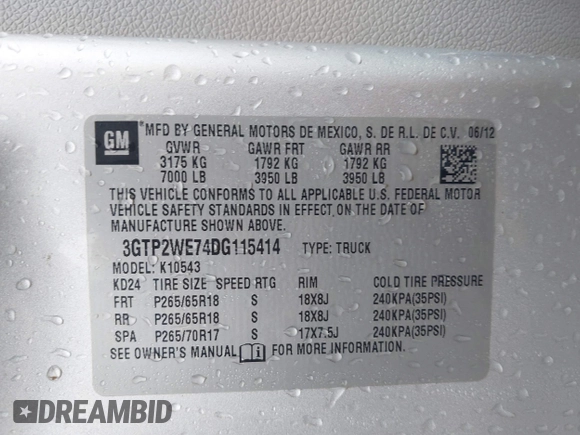 GM ® MFD BY GENERAL MOTORS DE MEXICO, S. DE R.L. DE C.V. 06/12
GVWR GAWR FRT GAWR RR
3175 KG 1792 KG 1792 KG
7000 LB 3950 LB 3950 LB
THIS VEHICLE CONFORMS TO ALL APPLICABLE U.S. FEDERAL MOTOR
VEHICLE SAFETY STANDARDS IN EFFECT ON THE DATE OF
MANUFACTURE SHOWN ABOVE.
3GTP2WE74DG115414 TYPE: TRUCK
MODEL: K10543
KD24 TIRE SIZE SPEED RTG RIM COLD TIRE PRESSURE
FRT P265/65R18 S 18X8J 240KPA(35PSI)
RR P265/65R18 S 18X8J 240KPA(35PSI)
SPA P265/70R17 S 17X7.5J 240KPA(35PSI)
SEE OWNER'S MANUAL FOR MORE INFORMATION.
DREAMBID